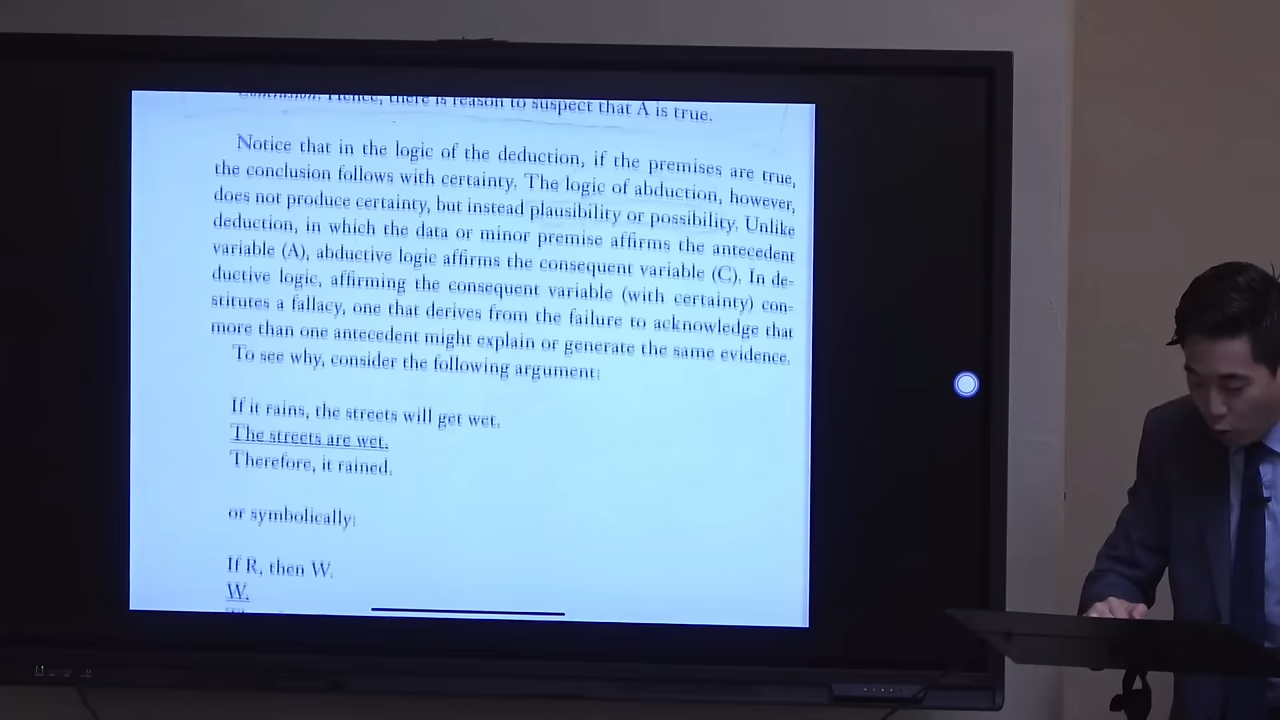 Conclusion: Hence, there is reason to suspect that A is true.
Notice that in the logic of the deduction, if the premises are true,
the conclusion follows with certainty. The logic of abduction, however,
does not produce certainty, but instead plausibility or possibility. Unlike
deduction, in which the data or minor premise affirms the antecedent
variable (A), abductive logic affirms the consequent variable (C). In de-
ductive logic, affirming the consequent variable (with certainty) con-
stitutes a fallacy, one that derives from the failure to acknowledge that
more than one antecedent might explain or generate the same evidence.
To see why, consider the following argument:
If it rains, the streets will get wet.
The streets are wet.
Therefore, it rained.
or symbolically:
If R, then W.
W.